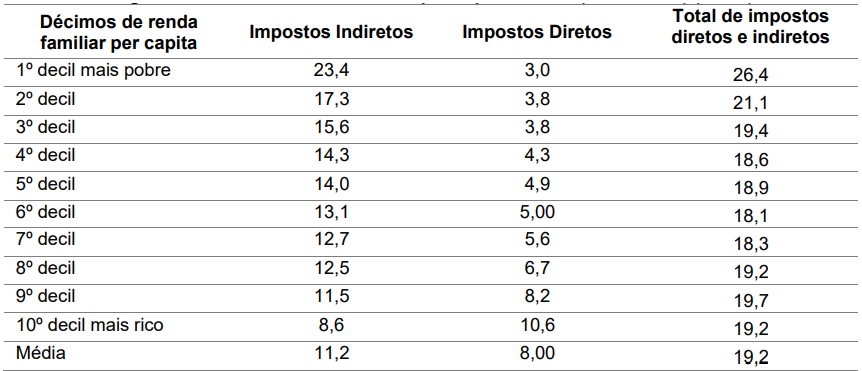 Décimos de renda familiar per capita Impostos Indiretos Impostos Diretos Total de impostos diretos e indiretos
1º decil mais pobre 23,4 3,0 26,4
2º decil 17,3 3,8 21,1
3º decil 15,6 3,8 19,4
4º decil 14,3 4,3 18,6
5º decil 14,0 4,9 18,9
6º decil 13,1 5,00 18,1
7º decil 12,7 5,6 18,3
8º decil 12,5 6,7 19,2
9º decil 11,5 8,2 19,7
10º decil mais rico 8,6 10,6 19,2
Média 11,2 8,00 19,2